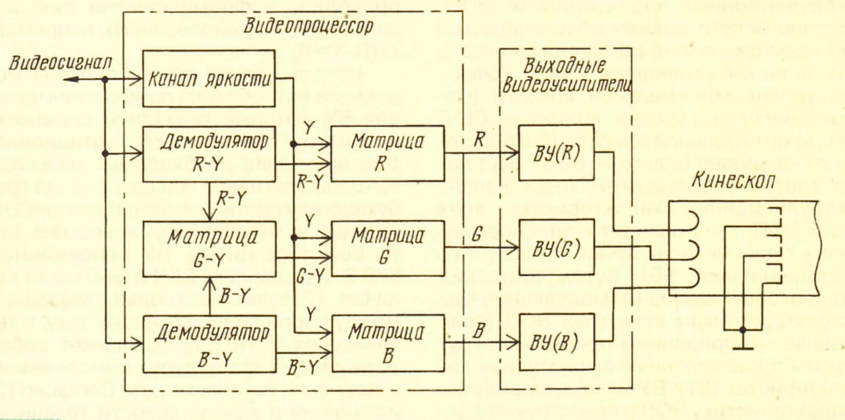 Видеопроцессор
Видеосигнал
Канал яркости
Выходные
Видеоусилители
Демодулятор
R-Y
Y
R-Y
Матрица
R
R
ВУ(R)
R-Y
Кинескоп
Матрица
G-Y
Y
G-Y
Матрица
G
G
ВУ(G)
B-Y
Демодулятор
B-Y
Y
B-Y
Матрица
B
B
ВУ(B)